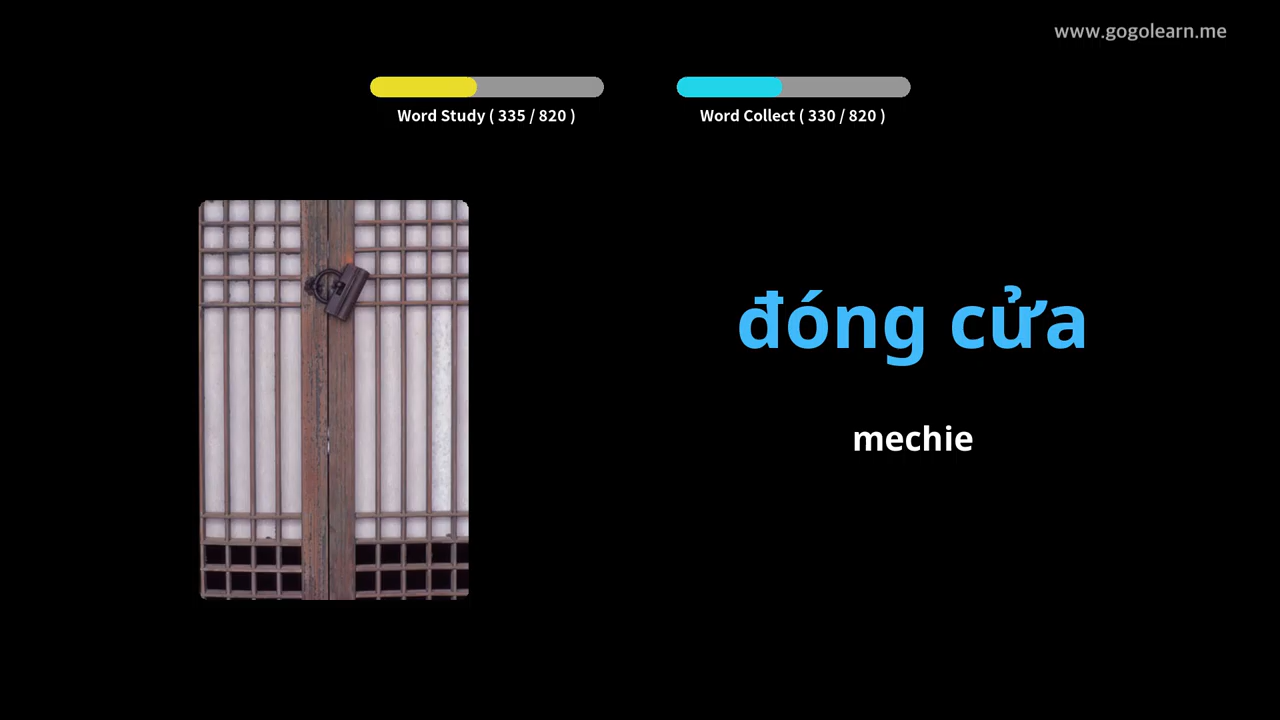 www.gogolearn.me
Word Study ( 335 / 820 )
Word Collect ( 330 / 820 )
đóng cửa
mechie